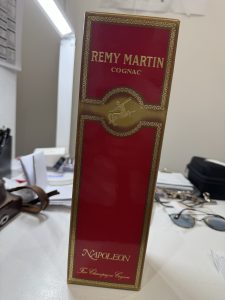 REMY MARTIN
COGNAC
NAPOLEON
Fine Champagne Cognac